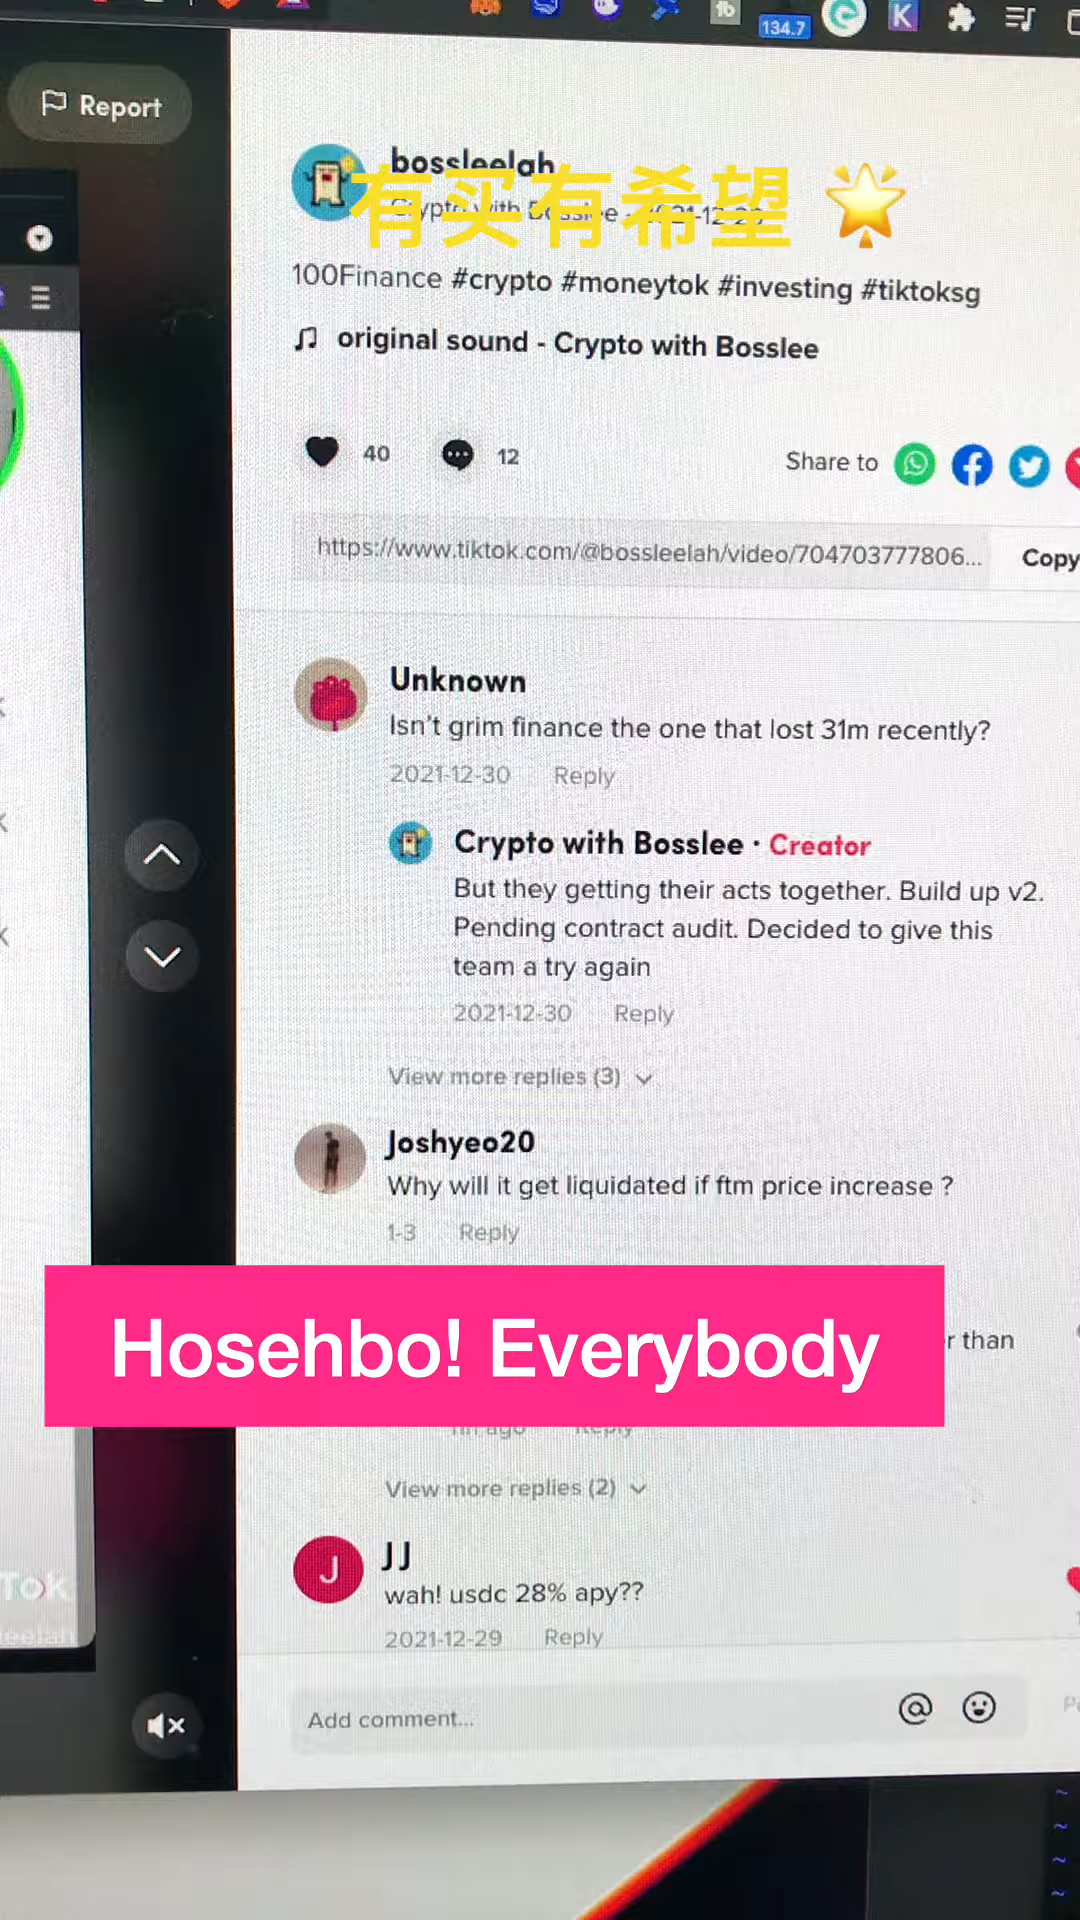 134.7
Report
bossleelah
有买有希望 🌟
Crypto with Bosslee
100Finance #crypto #moneytok #investing #tiktoksg
original sound - Crypto with Bosslee
40
12
Share to
https://www.tiktok.com/@bossleelah/video/704703777806...
Copy
Unknown
Isn't grim finance the one that lost 31m recently?
2021-12-30 Reply
Crypto with Bosslee · Creator
But they getting their acts together. Build up v2.
Pending contract audit. Decided to give this
team a try again
2021-12-30 Reply
View more replies (3)
Joshyeo20
Why will it get liquidated if ftm price increase ?
1-3 Reply
Hosehbo! Everybody
than
ago Reply
View more replies (2)
J
JJ
wah! usdc 28% apy??
2021-12-29 Reply
Add comment...